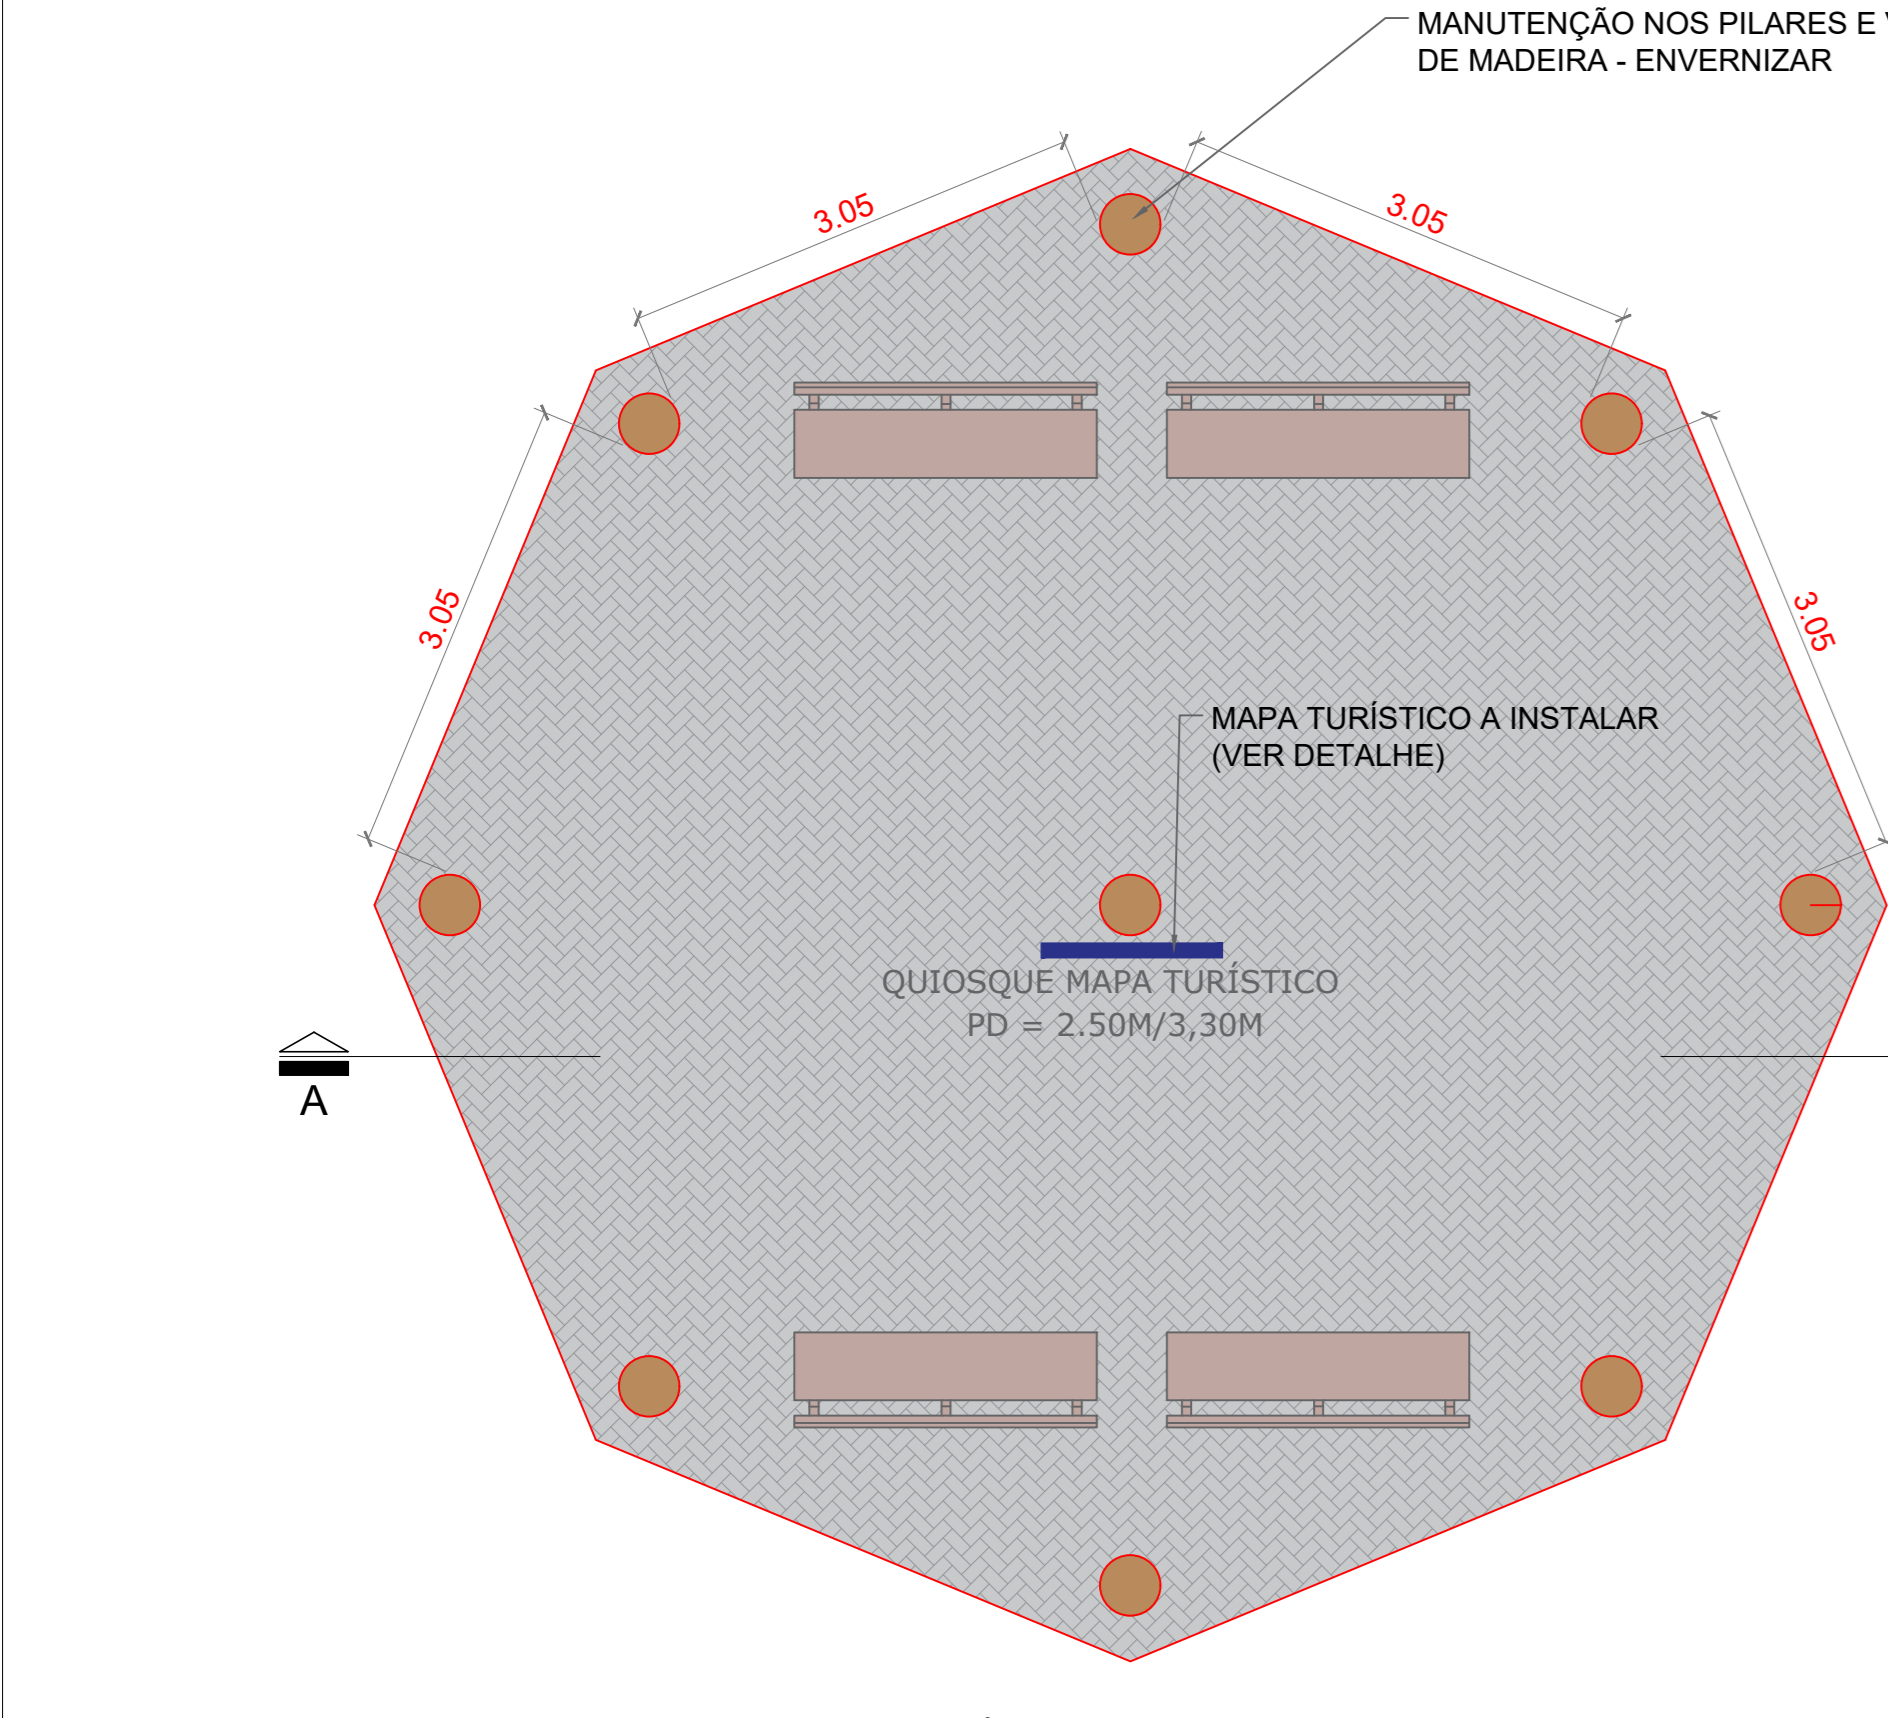 MANUTENÇÃO NOS PILARES E
DE MADEIRA - ENVERNIZAR
3.05
3.05
3.05
3.05
MAPA TURÍSTICO A INSTALAR
(VER DETALHE)
QUIOSQUE MAPA TURÍSTICO
PD = 2.50M/3,30M
A